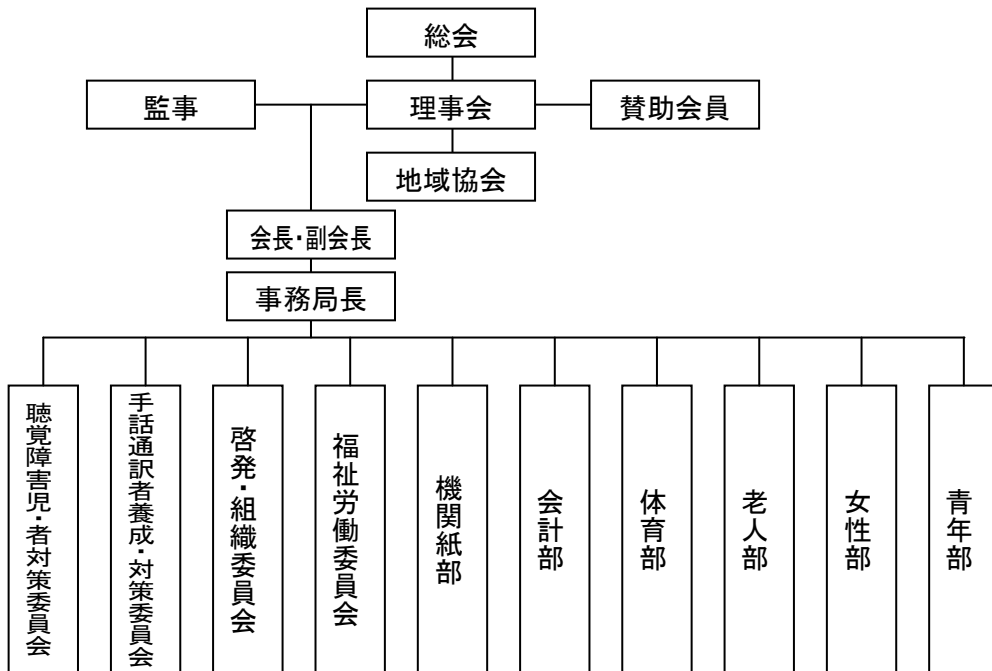 総会
監事
理事会
賛助会員
地域協会
会長・副会長
事務局長
聴覚障害児・者対策委員会
手話通訳者養成・対策委員会
啓発・組織委員会
福祉労働委員会
機関紙部
会計部
体育部
老人部
女性部
青年部